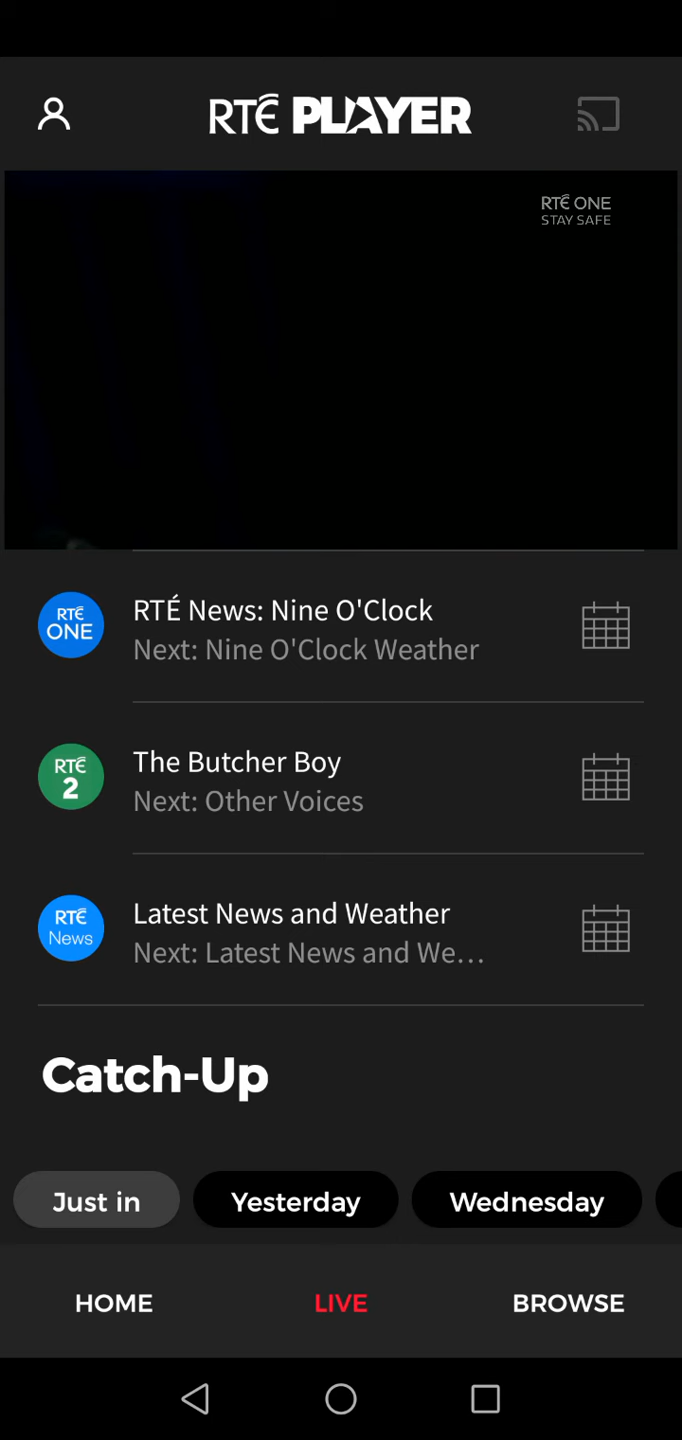 RTÉ PLAYER
RTÉ ONE
STAY SAFE
RTÉ ONE
RTÉ News: Nine O'Clock
Next: Nine O'Clock Weather
RTÉ 2
The Butcher Boy
Next: Other Voices
RTÉ News
Latest News and Weather
Next: Latest News and We...
Catch-Up
Just in
Yesterday
Wednesday
HOME
LIVE
BROWSE